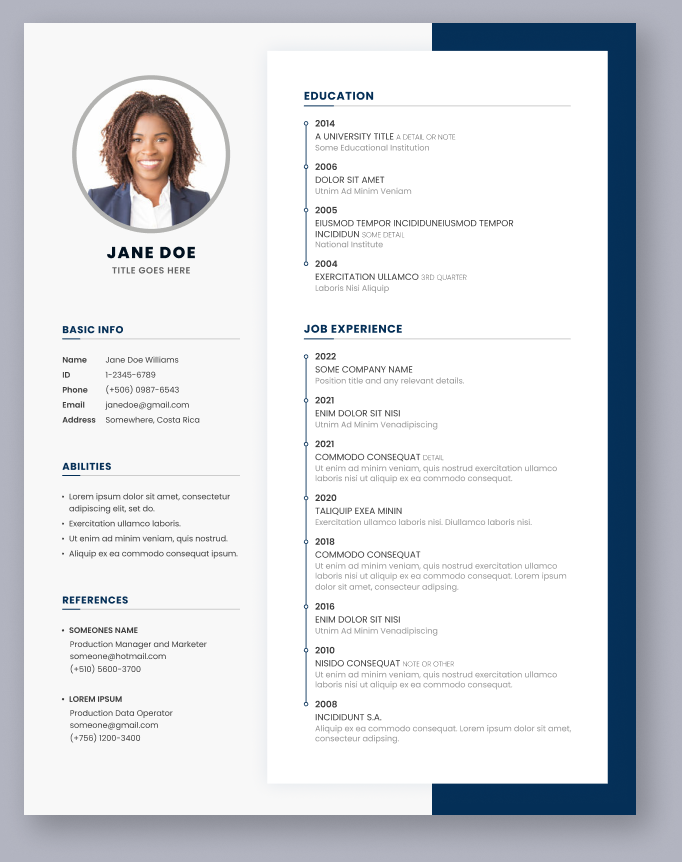 JANE DOE
TITLE GOES HERE
BASIC INFO
Name Jane Doe Williams
ID 1-2345-6789
Phone (+506) 0987-6543
Email janedoe@gmail.com
Address Somewhere, Costa Rica
ABILITIES
• Lorem ipsum dolor sit amet, consectetur
adipiscing elit, set do.
• Exercitation ullamco laboris.
• Ut enim ad minim veniam, quis nostrud.
• Aliquip ex ea commodo consequat ipsum.
REFERENCES
• SOMEONES NAME
Production Manager and Marketer
someone@hotmail.com
(+510) 5600-3700
• LOREM IPSUM
Production Data Operator
someone@gmail.com
(+756) 1200-3400
EDUCATION
2014
A UNIVERSITY TITLE A DETAIL OR NOTE
Some Educational Institution
2006
DOLOR SIT AMET
Utnim Ad Minim Veniam
2005
EIUSMOD TEMPOR INCIDIDUNEIUSMOD TEMPOR
INCIDIDUN SOME DETAIL
National Institute
2004
EXERCITATION ULLAMCO 3RD QUARTER
Laboris Nisi Aliquip
JOB EXPERIENCE
2022
SOME COMPANY NAME
Position title and any relevant details.
2021
ENIM DOLOR SIT NISI
Utnim Ad Minim Venadipiscing
2021
COMMODO CONSEQUAT DETAIL
Ut enim ad minim veniam, quis nostrud exercitation ullamco
laboris nisi ut aliquip ex ea commodo consequat.
2020
TALIQUIP EXEA MININ
Exercitation ullamco laboris nisi. Diullamco laboris nisi.
2018
COMMODO CONSEQUAT
Ut enim ad minim veniam, quis nostrud exercitation ullamco
laboris nisi ut aliquip ex ea commodo consequat. Lorem ipsum
dolor sit amet, consecteur adipsing.
2016
ENIM DOLOR SIT NISI
Utnim Ad Minim Venadipiscing
2010
NISIDO CONSEQUAT NOTE OR OTHER
Ut enim ad minim veniam, quis nostrud exercitation ullamco
laboris nisi ut aliquip ex ea commodo consequat.
2008
INCIDIDUNT S.A.
Aliquip ex ea commodo consequat. Lorem ipsum dolor sit amet,
consecteur adipsing.